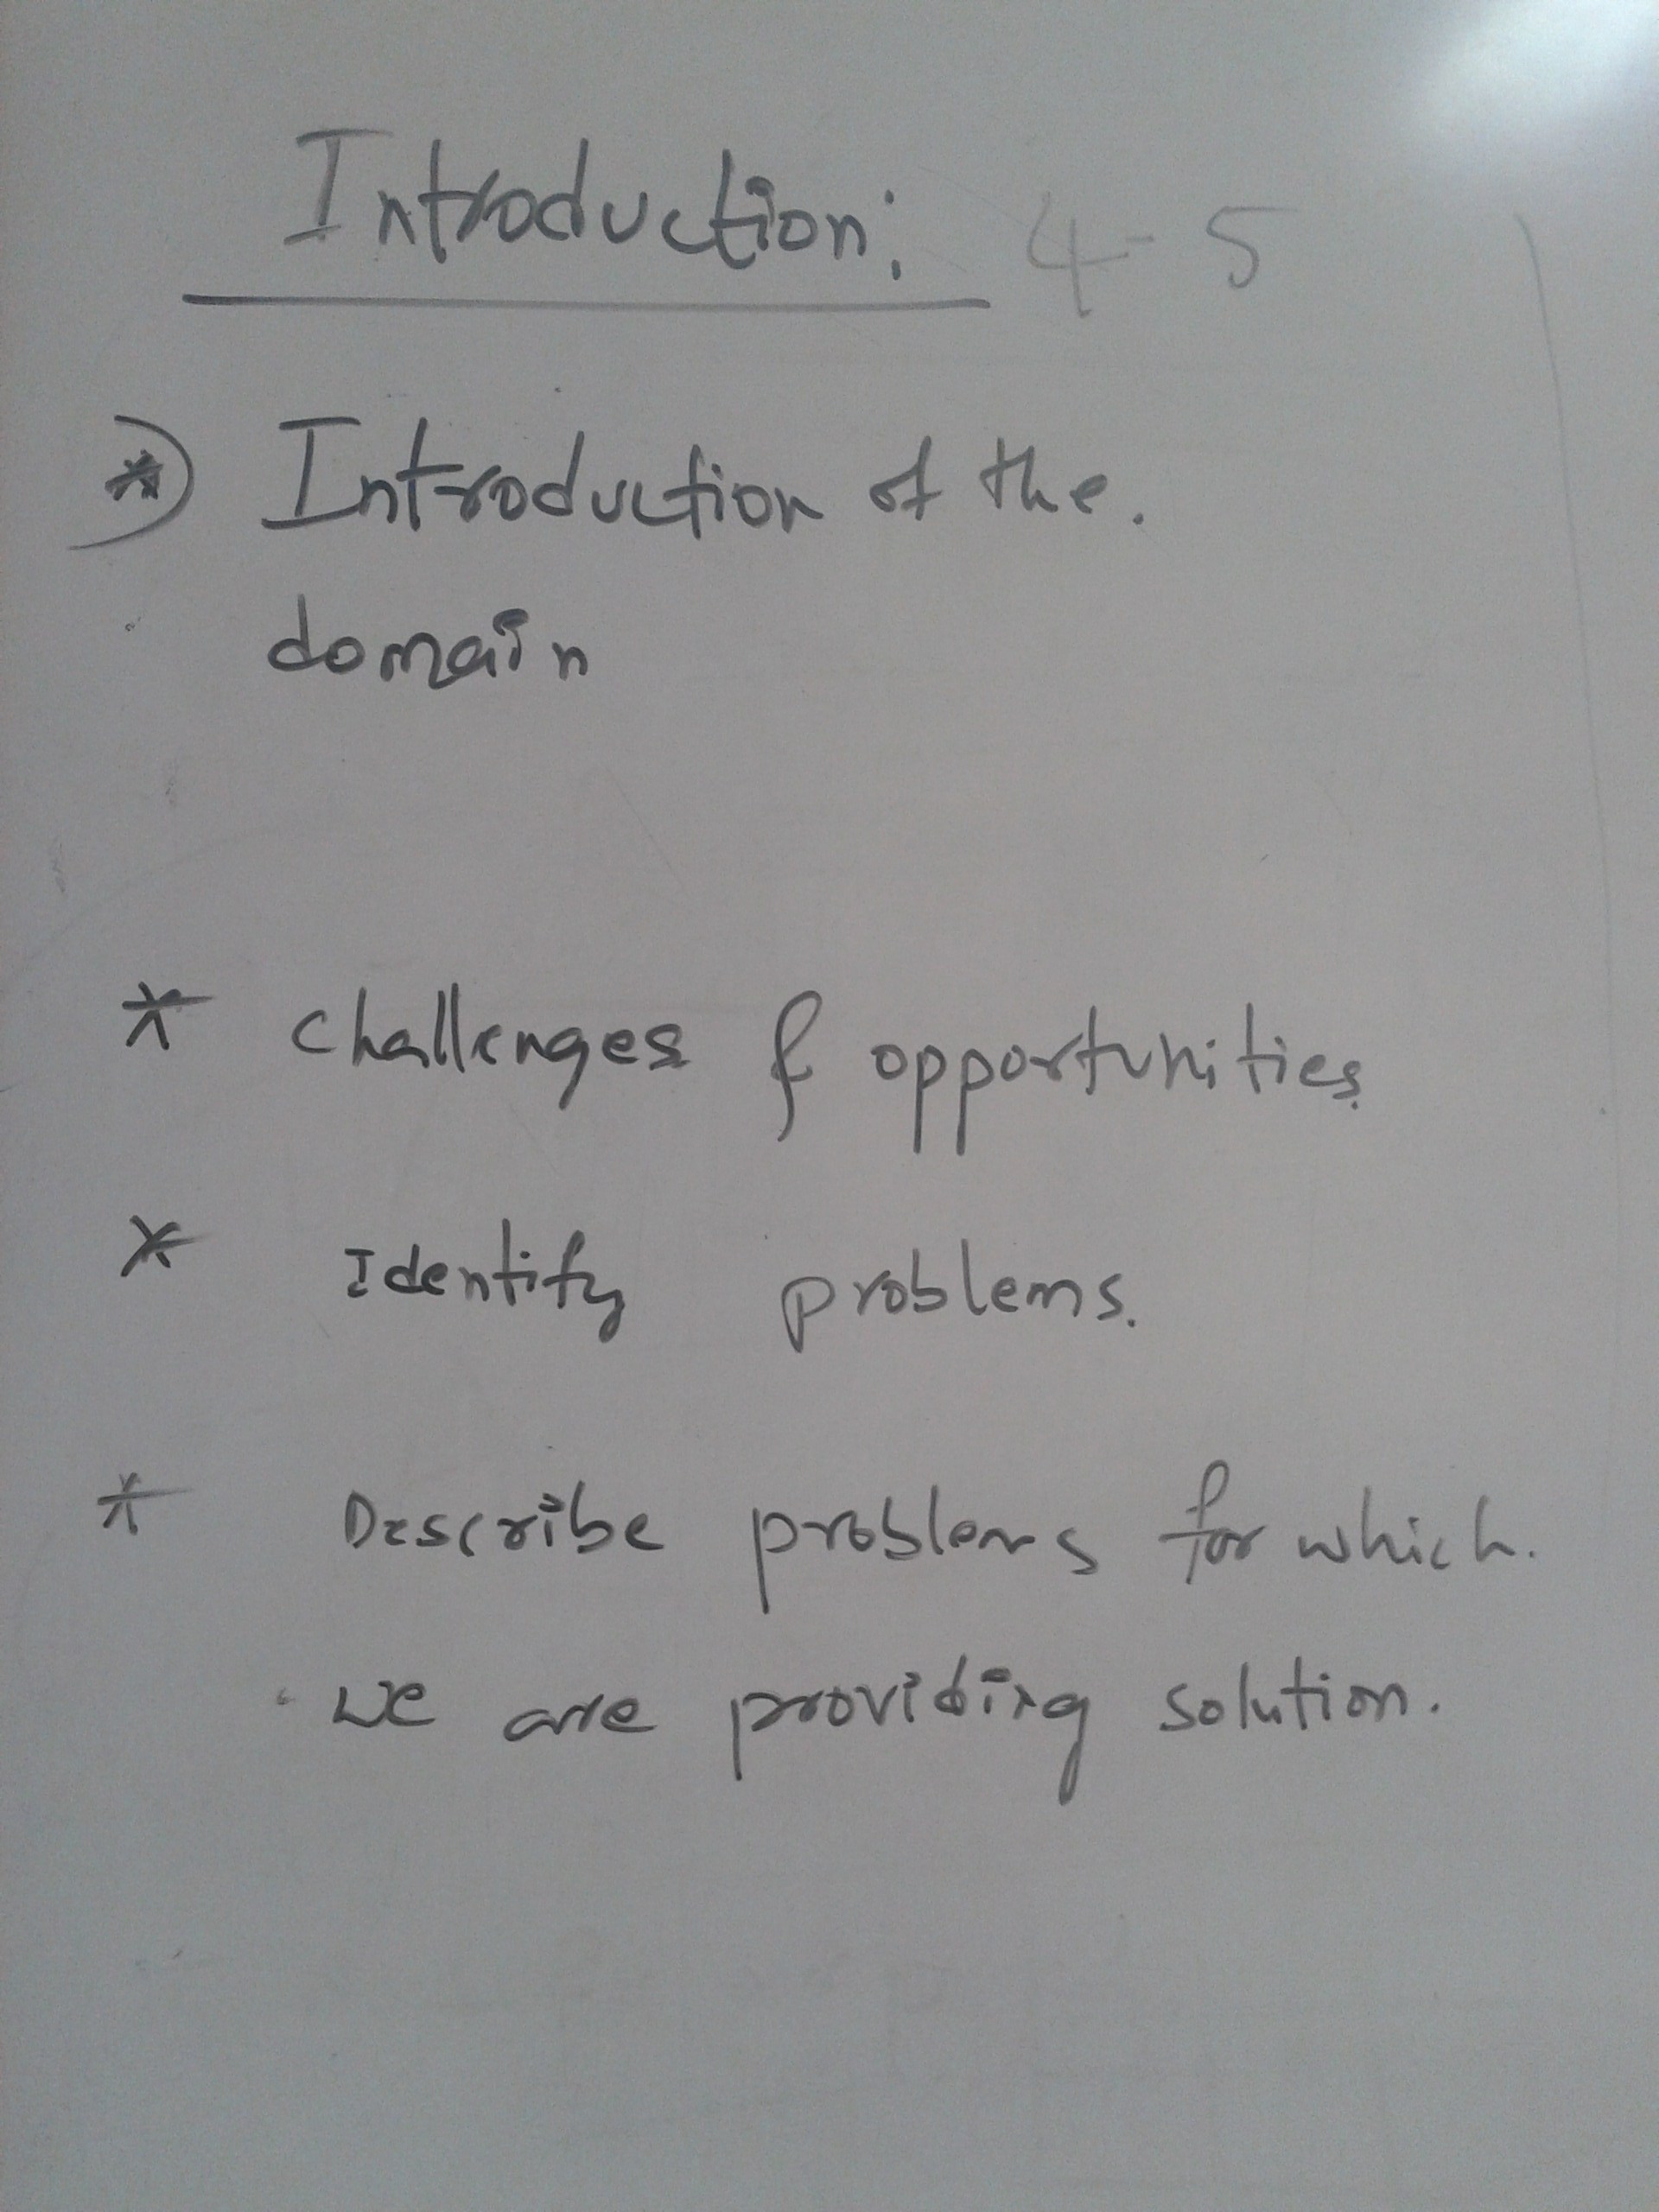 Introduction: 4-5
*) Introduction of the.
domain
* Challenges & opportunities.
* Identify problems.
* Describe problems for which.
we are providing solution.